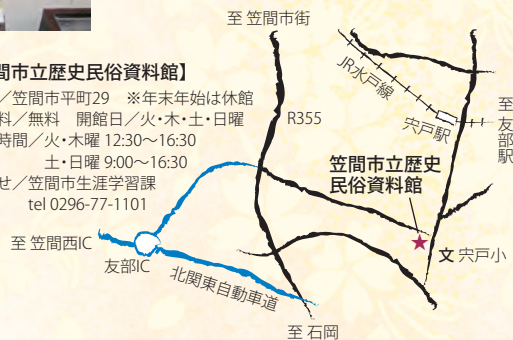 間市立歴史民俗資料館】
／笠間市平町29　※年末年始は休館
料／無料　開館日／火・木・土・日曜
時間／火・木曜 12:30〜16:30
土・日曜 9:00〜16:30
せ／笠間市生涯学習課
tel 0296-77-1101
至 笠間市街
JR水戸線
宍戸駅
至 友部駅
R355
笠間市立歴史
民俗資料館
文 宍戸小
至 笠間西IC
友部IC
北関東自動車道
至 石岡